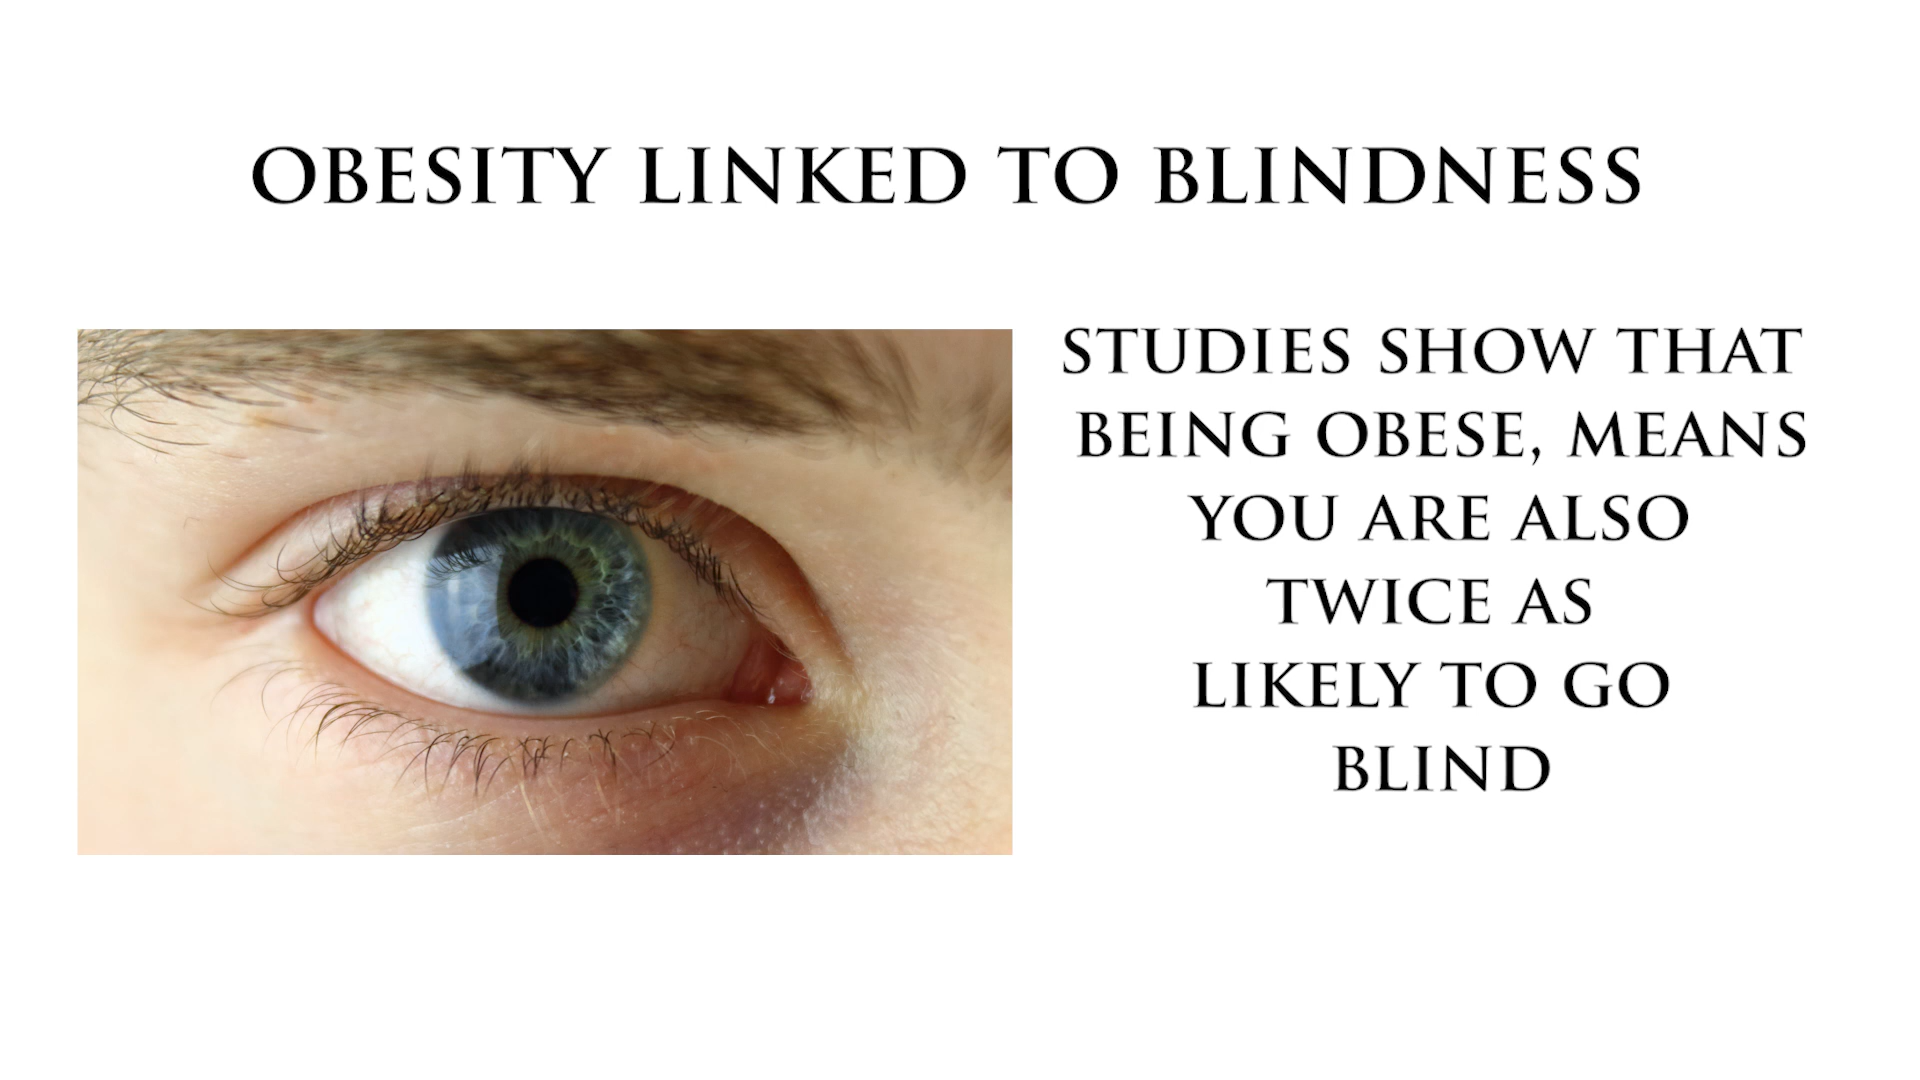 OBESITY LINKED TO BLINDNESS
STUDIES SHOW THAT
BEING OBESE, MEANS
YOU ARE ALSO
TWICE AS
LIKELY TO GO
BLIND